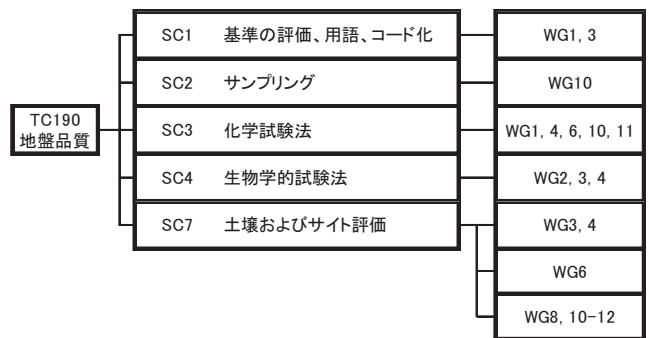 TC190
地盤品質
SC1 基準の評価、用語、コード化
WG1, 3
SC2 サンプリング
WG10
SC3 化学試験法
WG1, 4, 6, 10, 11
SC4 生物学的試験法
WG2, 3, 4
SC7 土壌およびサイト評価
WG3, 4
WG6
WG8, 10-12